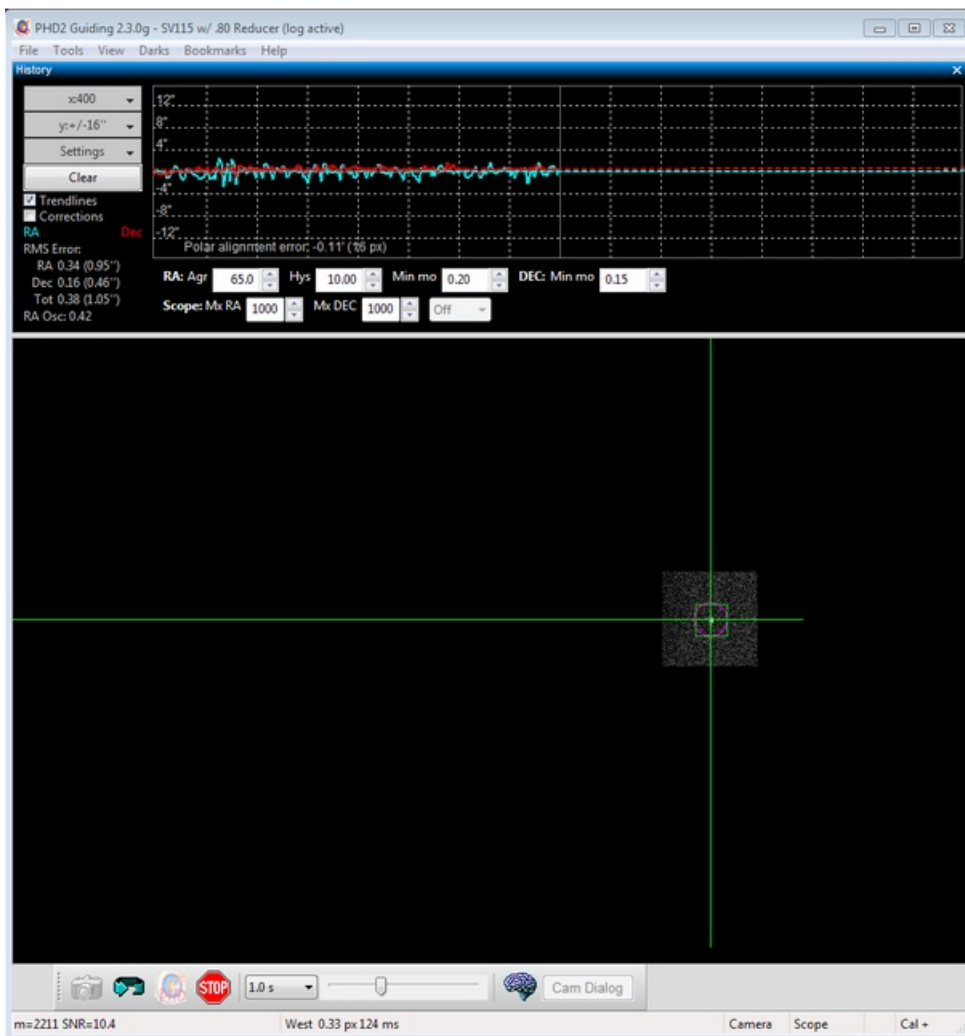 PHD2 Guiding 2.3.0g - SV115 w/ .80 Reducer (log active)
File Tools View Darks Bookmarks Help
History
x:400
y:+/-16"
Settings
Clear
Trendlines
Corrections
RA Dec
RMS Error:
RA 0.34 (0.95")
Dec 0.16 (0.46")
Tot 0.38 (1.05")
RA Osc: 0.42
12"
8"
4"
-4"
-8"
-12"
Polar alignment error: -0.11' (16 px)
RA: Agr 65.0 Hys 10.00 Min mo 0.20 DEC: Min mo 0.15
Scope: Mx RA 1000 Mx DEC 1000 Off
STOP 1.0 s Cam Dialog
m=2211 SNR=10.4 West 0.33 px 124 ms Camera Scope Cal +